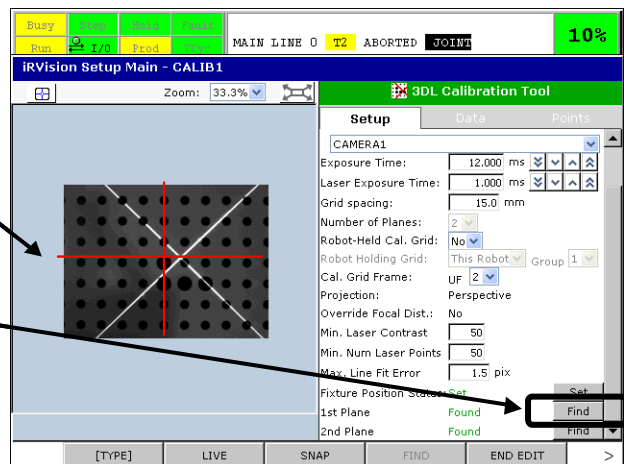 Busy Step Hold Fault
Run I/O Prod TCyc
MAIN LINE 0 T2 ABORTED JOINT
10%
iRVision Setup Main - CALIB1
Zoom: 33.3%
3DL Calibration Tool
Setup Data Points
CAMERA1
Exposure Time: 12.000 ms
Laser Exposure Time: 1.000 ms
Grid spacing: 15.0 mm
Number of Planes: 2
Robot-Held Cal. Grid: No
Robot Holding Grid: This Robot Group 1
Cal. Grid Frame: UF 2
Projection: Perspective
Override Focal Dist.: No
Min. Laser Contrast 50
Min. Num Laser Points 50
Max. Line Fit Error 1.5 pix
Fixture Position Status: Set Set
1st Plane Found Find
2nd Plane Found Find
[TYPE] LIVE SNAP FIND END EDIT >